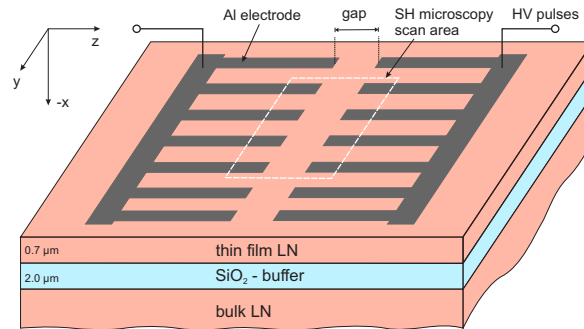 Al electrode
gap
SH microscopy
scan area
HV pulses
z
y
-x
0.7 µm
thin film LN
2.0 µm
SiO₂ - buffer
bulk LN